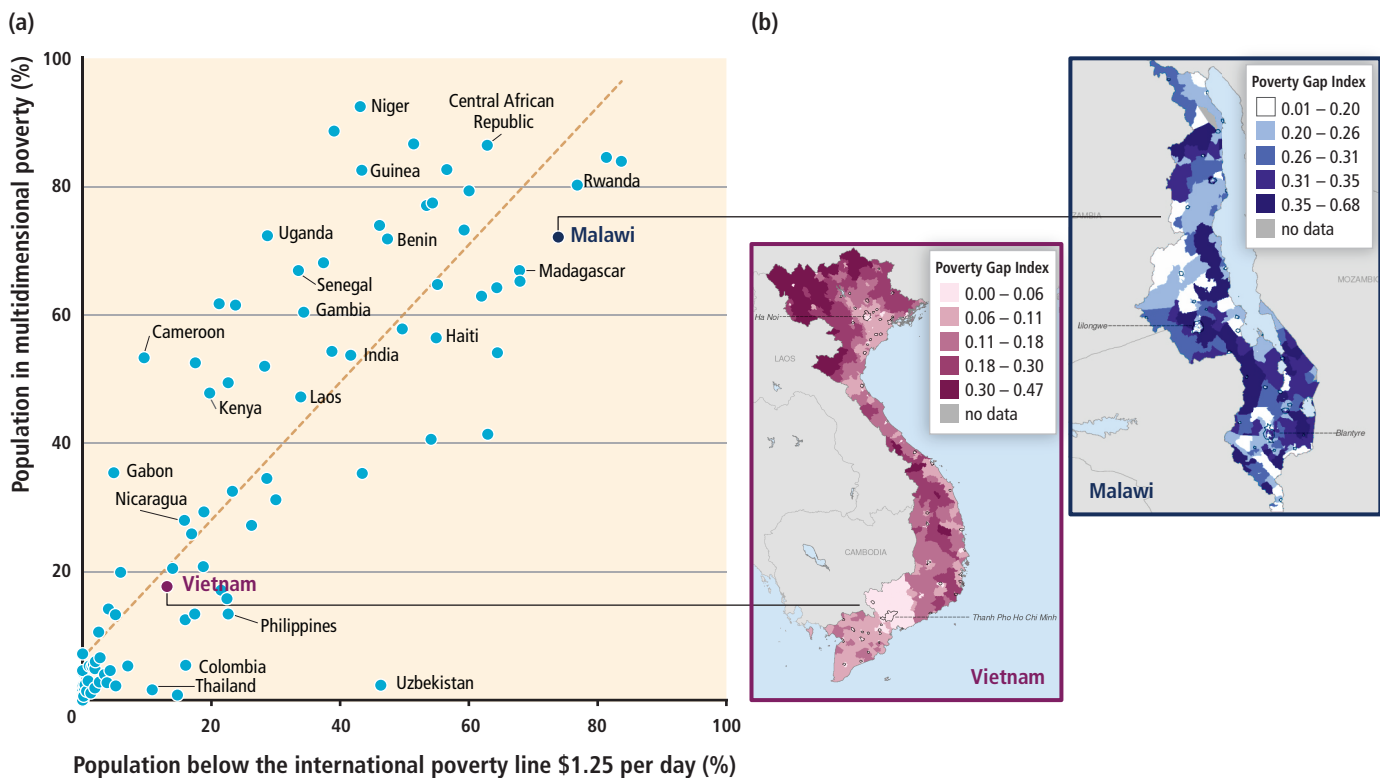 (a)
Population in multidimensional poverty (%)
100
80
60
40
20
0
20
40
60
80
100
Population below the international poverty line $1.25 per day (%)
Niger
Central African
Republic
Guinea
Rwanda
Uganda
Benin
Malawi
Senegal
Madagascar
Gambia
Cameroon
India
Haiti
Kenya
Laos
Gabon
Nicaragua
Vietnam
Philippines
Colombia
Thailand
Uzbekistan
(b)
Poverty Gap Index
0.00 – 0.06
0.06 – 0.11
0.11 – 0.18
0.18 – 0.30
0.30 – 0.47
no data
Ha Noi
LAOS
CAMBODIA
Thanh Pho Ho Chi Minh
Vietnam
Poverty Gap Index
0.01 – 0.20
0.20 – 0.26
0.26 – 0.31
0.31 – 0.35
0.35 – 0.68
no data
Lilongwe
Blantyre
Malawi